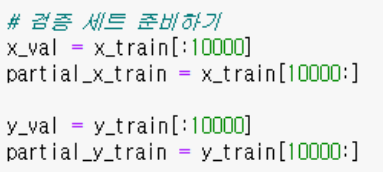 # 검증 세트 준비하기
x_val = x_train[:10000]
partial_x_train = x_train[10000:]
y_val = y_train[:10000]
partial_y_train = y_train[10000:]